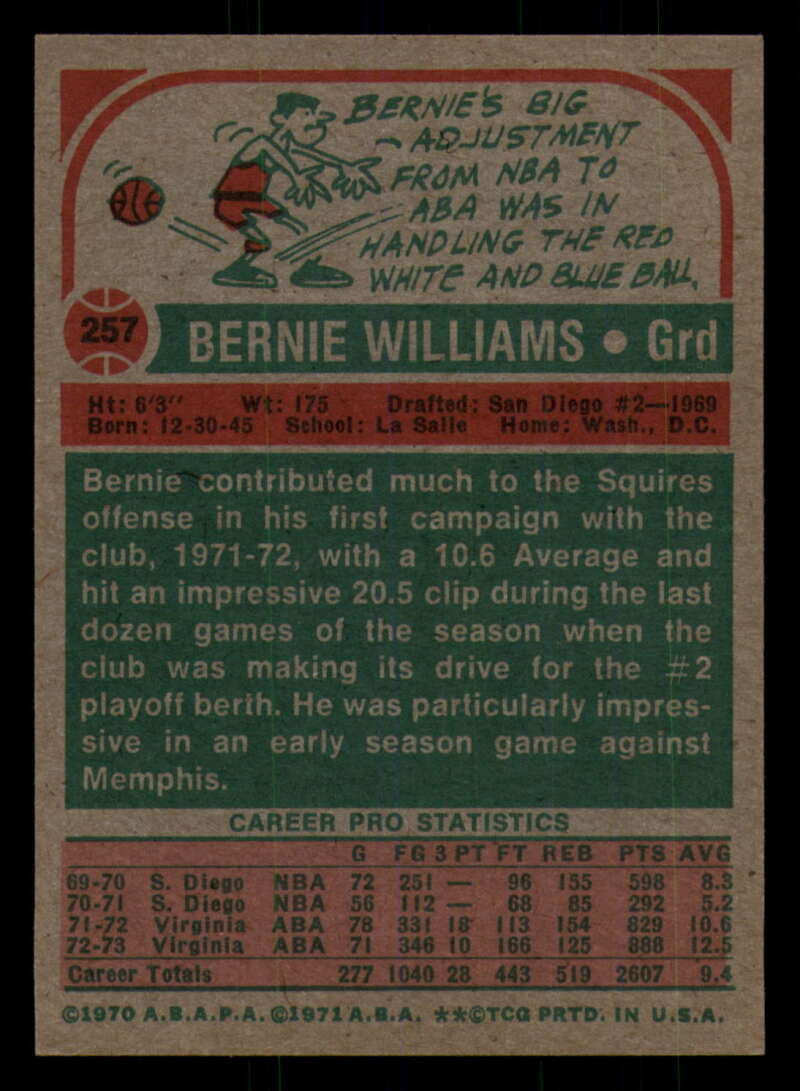 BERNIE'S BIG
ADJUSTMENT
FROM NBA TO
ABA WAS IN
HANDLING THE RED
WHITE AND BLUE BALL.
257 BERNIE WILLIAMS • Grd
Ht: 6'3" Wt: 175 Drafted: San Diego #2—1969
Born: 12-30-45 School: La Salle Home: Wash., D.C.
Bernie contributed much to the Squires
offense in his first campaign with the
club, 1971-72, with a 10.6 Average and
hit an impressive 20.5 clip during the last
dozen games of the season when the
club was making its drive for the #2
playoff berth. He was particularly impres-
sive in an early season game against
Memphis.
CAREER PRO STATISTICS
G FG 3 PT FT REB PTS AVG
69-70 S. Diego NBA 72 251 — 96 155 598 8.3
70-71 S. Diego NBA 56 112 — 68 85 292 5.2
71-72 Virginia ABA 78 331 18 113 154 829 10.6
72-73 Virginia ABA 71 346 10 166 125 888 12.5
Career Totals 277 1040 28 443 519 2607 9.4
©1970 A.B.A.P.A. ©1971 A.B.A. **©TCG PRTD. IN U.S.A.